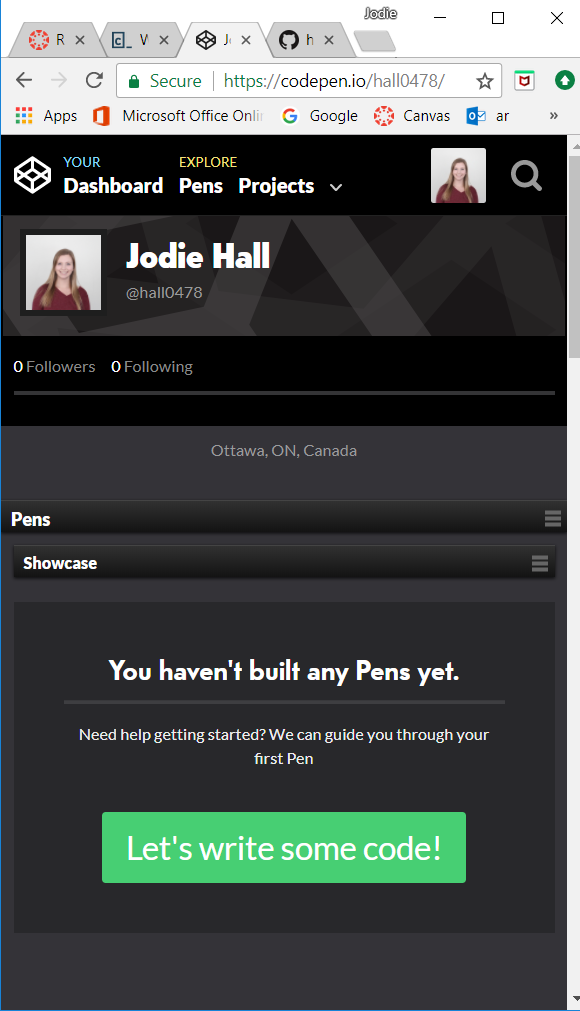 Jodie
R
W
J
h
Secure
https://codepen.io/hall0478/
Apps
Microsoft Office Onli
Google
Canvas
ar
»
YOUR
Dashboard
EXPLORE
Pens
Projects
Jodie Hall
@hall0478
0 Followers
0 Following
Ottawa, ON, Canada
Pens
Showcase
You haven't built any Pens yet.
Need help getting started? We can guide you through your
first Pen
Let's write some code!